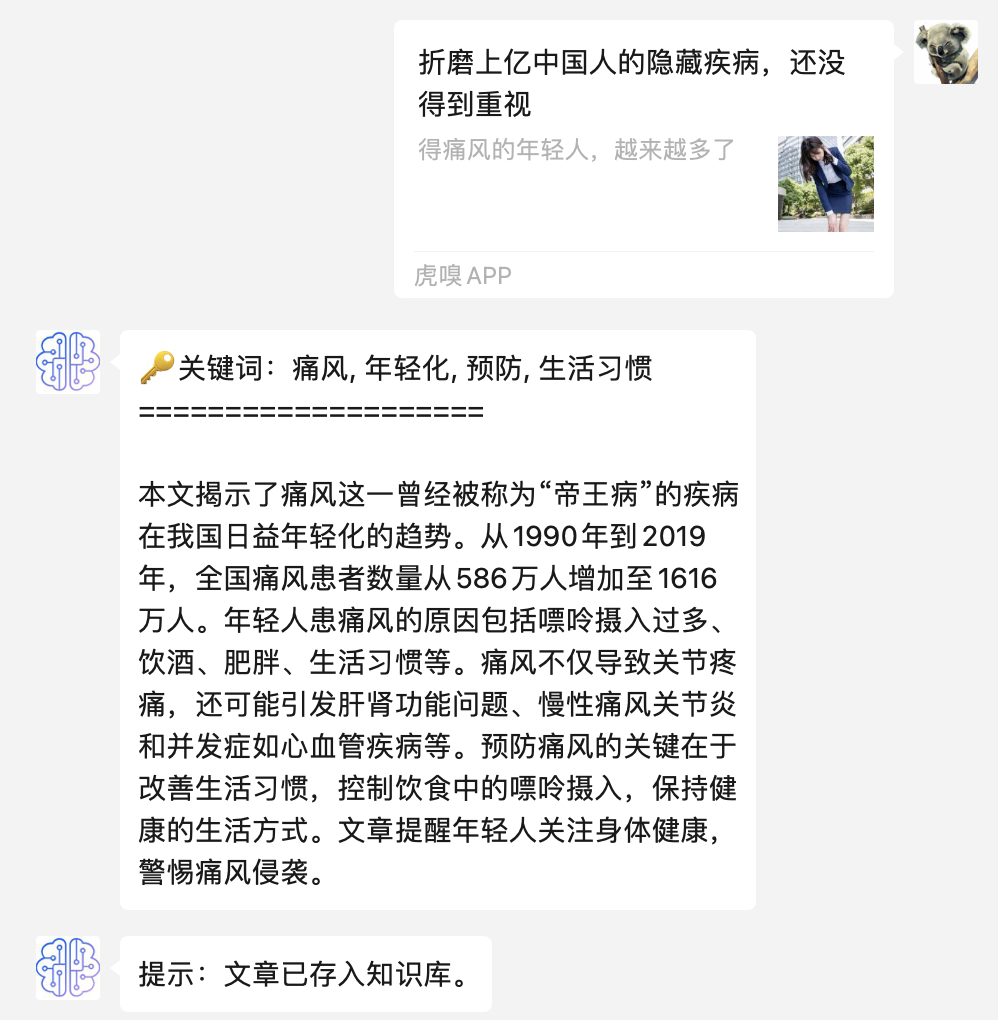 折磨上亿中国人的隐藏疾病，还没
得到重视
得痛风的年轻人，越来越多了
虎嗅APP
🔑关键词：痛风, 年轻化, 预防, 生活习惯
====================
本文揭示了痛风这一曾经被称为“帝王病”的疾病
在我国日益年轻化的趋势。从1990年到2019
年，全国痛风患者数量从586万人增加至1616
万人。年轻人患痛风的原因包括嘌呤摄入过多、
饮酒、肥胖、生活习惯等。痛风不仅导致关节疼
痛，还可能引发肝肾功能问题、慢性痛风关节炎
和并发症如心血管疾病等。预防痛风的关键在于
改善生活习惯，控制饮食中的嘌呤摄入，保持健
康的生活方式。文章提醒年轻人关注身体健康，
警惕痛风侵袭。
提示：文章已存入知识库。